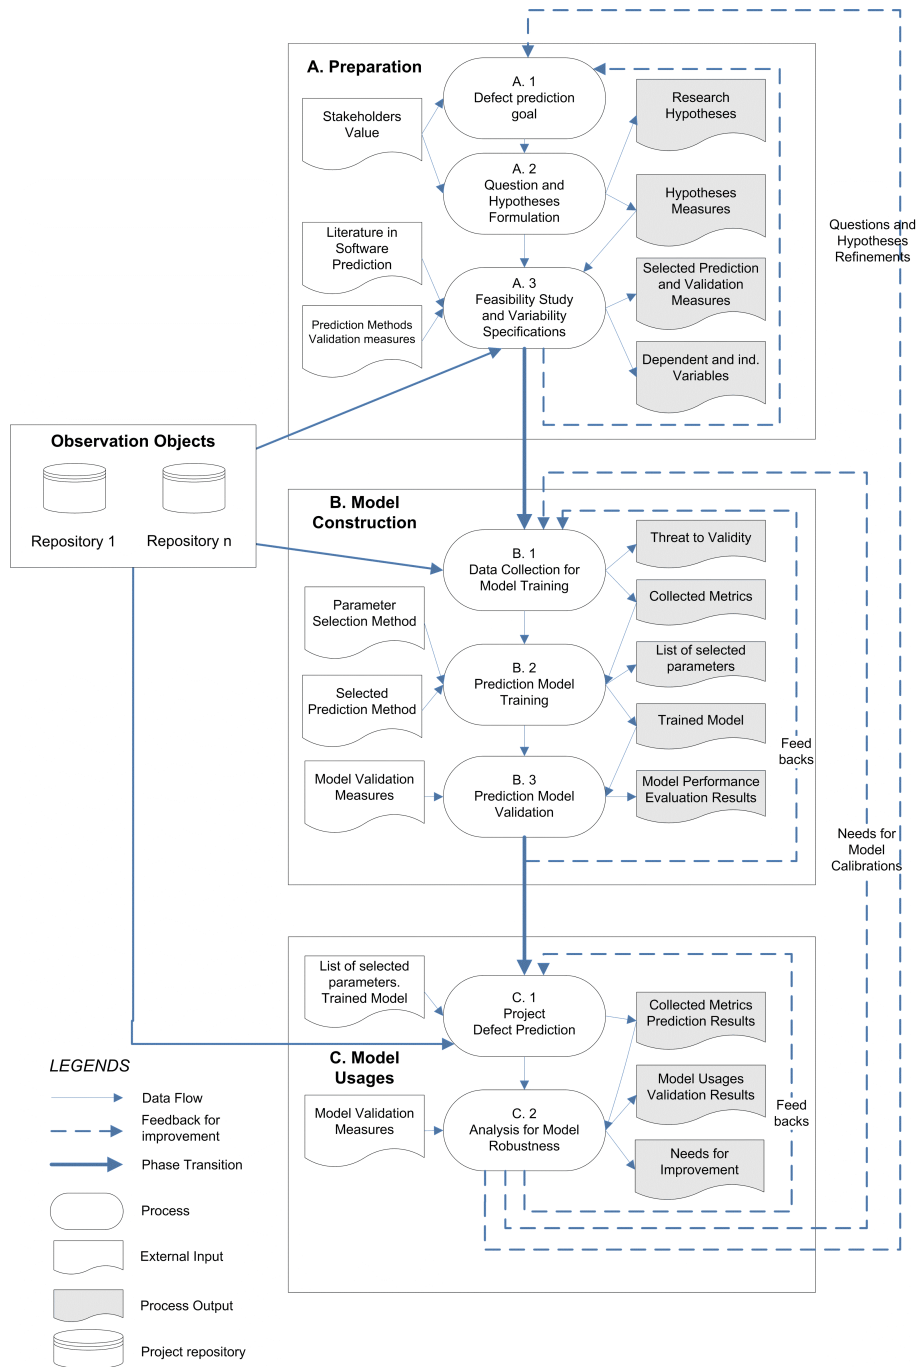 A. Preparation
A. 1
Defect prediction
goal
Stakeholders
Value
Research
Hypotheses
A. 2
Question and
Hypotheses
Formulation
Hypotheses
Measures
Questions and
Hypotheses
Refinements
Literature in
Software
Prediction
A. 3
Feasibility Study
and Variability
Specifications
Selected Prediction
and Validation
Measures
Prediction Methods
Validation measures
Dependent and ind.
Variables
Observation Objects
Repository 1
Repository n
B. Model
Construction
B. 1
Data Collection for
Model Training
Threat to Validity
Collected Metrics
Parameter
Selection Method
B. 2
Prediction Model
Training
List of selected
parameters
Selected
Prediction Method
Trained Model
Feed
backs
Model Validation
Measures
B. 3
Prediction Model
Validation
Model Performance
Evaluation Results
Needs for
Model
Calibrations
List of selected
parameters.
Trained Model
C. 1
Project
Defect Prediction
Collected Metrics
Prediction Results
C. Model
Usages
Model Validation
Measures
C. 2
Analysis for Model
Robustness
Model Usages
Validation Results
Feed
backs
Needs for
Improvement
LEGENDS
Data Flow
Feedback for
improvement
Phase Transition
Process
External Input
Process Output
Project repository